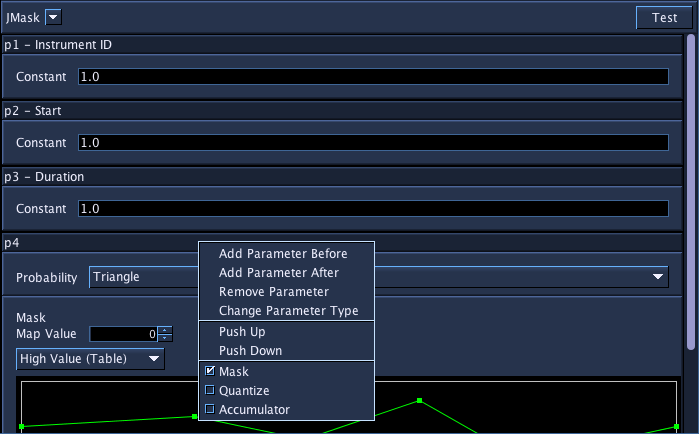 JMask Test
p1 - Instrument ID
Constant 1.0
p2 - Start
Constant 1.0
p3 - Duration
Constant 1.0
p4
Probability Triangle
Add Parameter Before
Add Parameter After
Remove Parameter
Change Parameter Type
Push Up
Push Down
Mask
Quantize
Accumulator
Mask
Map Value 0
High Value (Table)